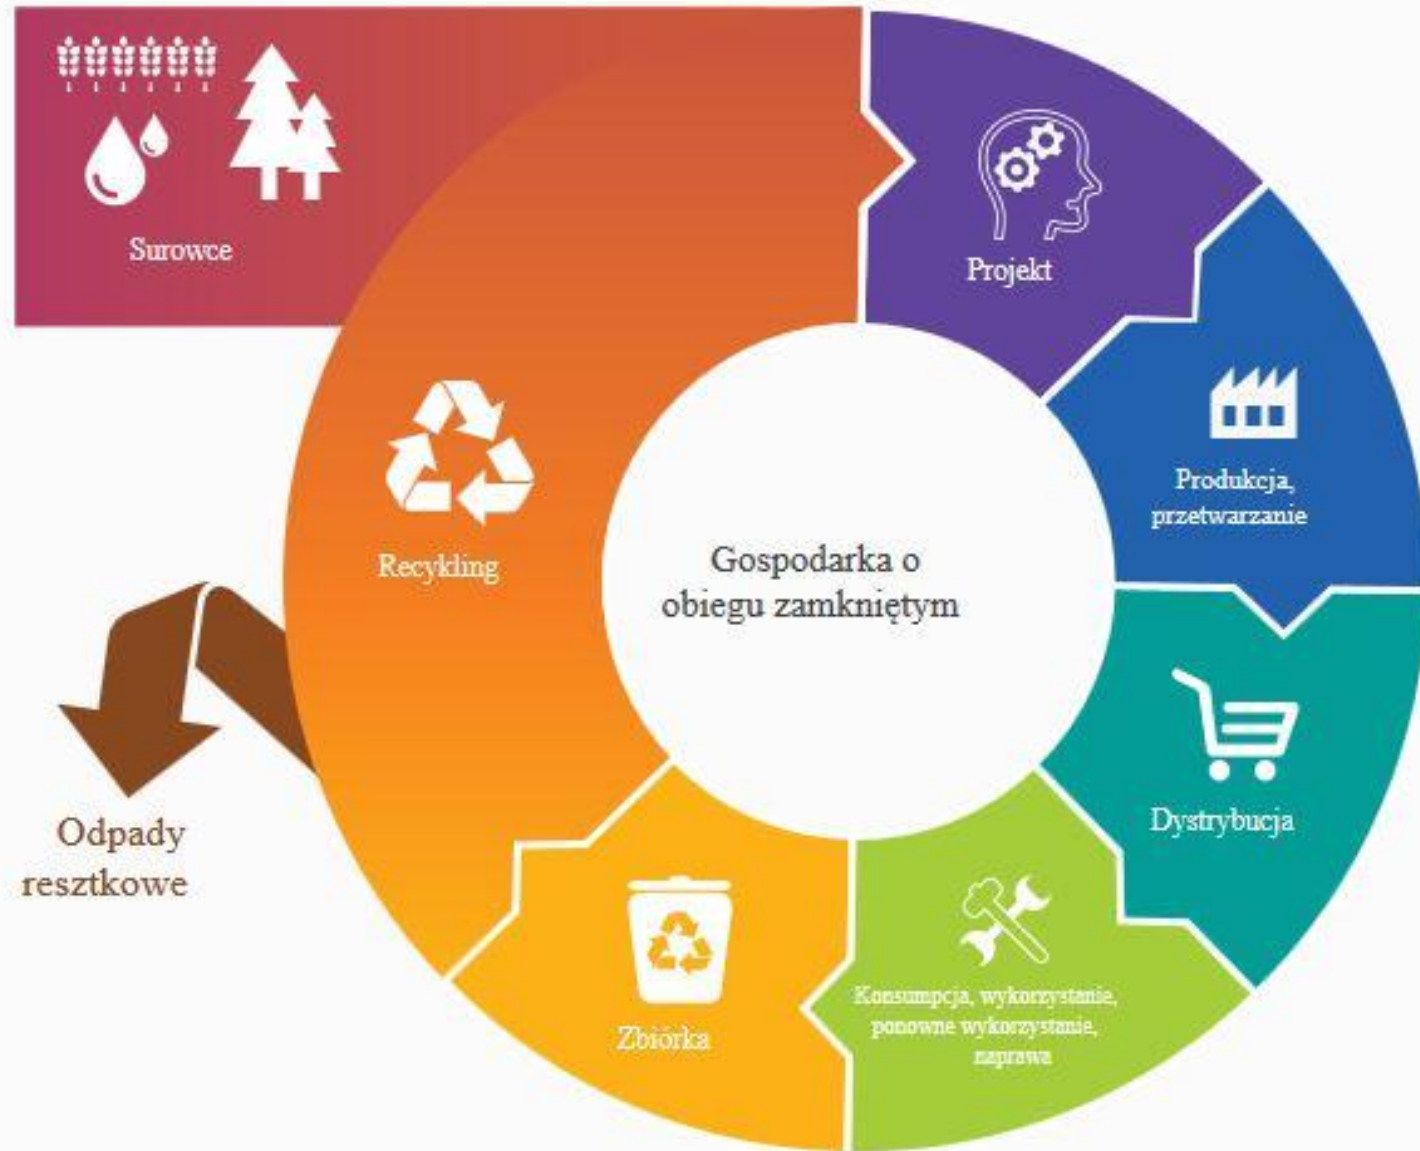 Surowce
Projekt
Produkcja,
przetwarzanie
Recykling
Gospodarka o
obiegu zamkniętym
Dystrybucja
Odpady
resztkowe
Konsumpcja, wykorzystanie,
ponowne wykorzystanie,
naprawa
Zbiórka